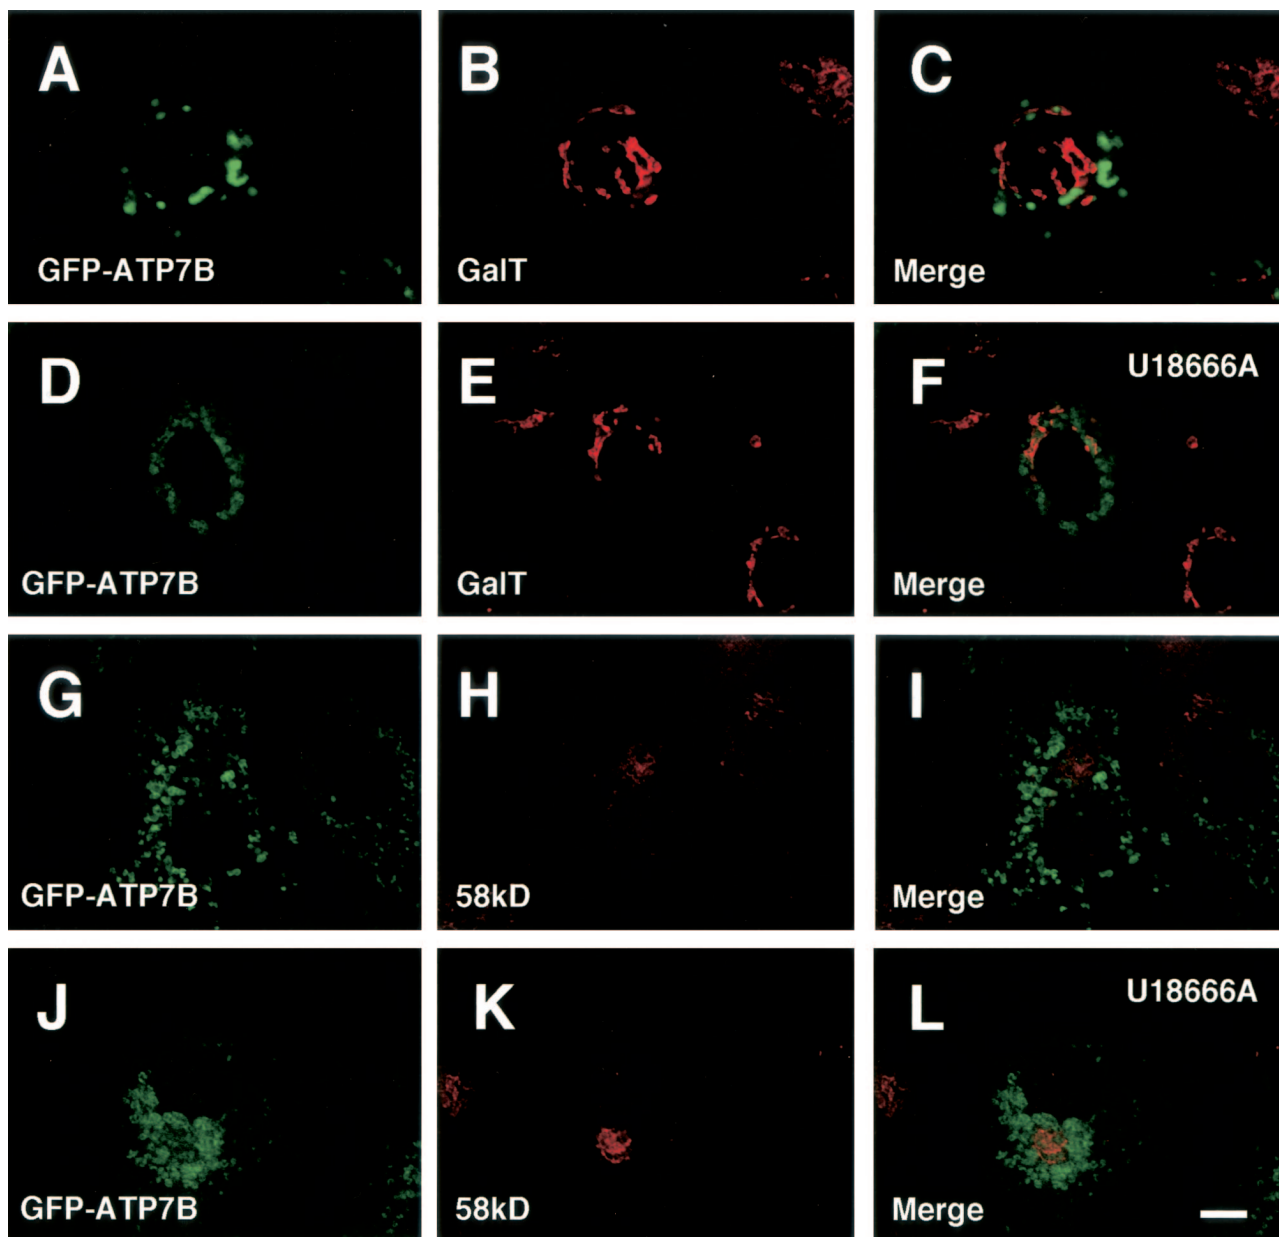 A
GFP-ATP7B
B
GalT
C
Merge
D
GFP-ATP7B
E
GalT
F
U18666A
Merge
G
GFP-ATP7B
H
58kD
I
Merge
J
GFP-ATP7B
K
58kD
L
U18666A
Merge